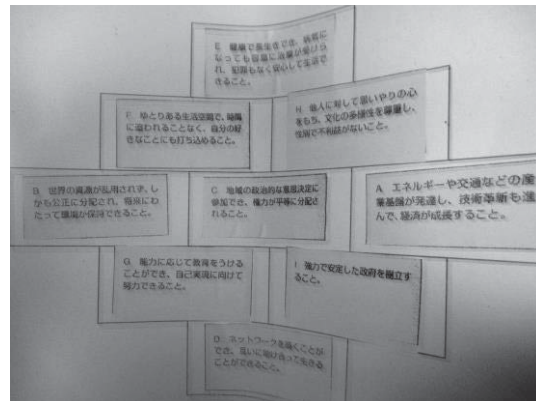 E 健康で長生きでき、病気に
なっても容易に治療が受けら
れ、犯罪もなく安心して生活で
きること。
F ゆとりある生活空間で、時間
に追われることなく、自分の好
きなことにも打ち込めること。
H 他人に対して思いやりの心
をもち、文化の多様性を尊重し、
性別で不利益がないこと。
B 世界の資源が乱用されず、し
かも公正に分配され、将来にわ
たって環境が保持できること。
C 地域の政治的な意思決定に
参加でき、権力が平等に分配さ
れること。
A エネルギーや交通などの産
業基盤が発達し、技術革新も進
んで、経済が成長すること。
G 能力に応じて教育をうける
ことができ、自己実現に向けて
努力できること。
I 強力で安定した政府を樹立す
ること。
D ネットワークを築くことが
でき、互いに助け合って生きる
ことができること。